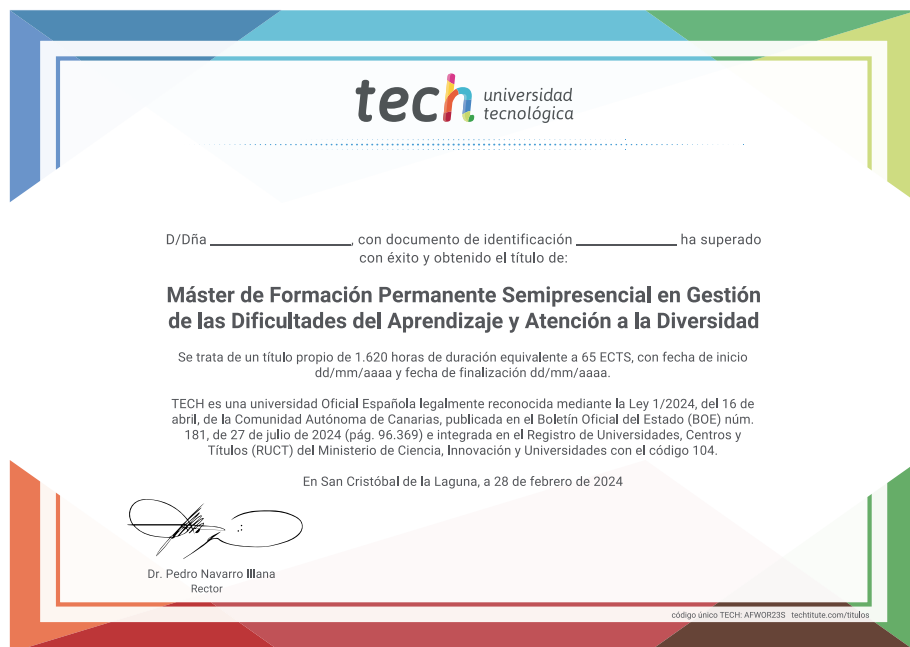 tech universidad
tecnológica
D/Dña ________________, con documento de identificación ____________ ha superado
con éxito y obtenido el título de:
Máster de Formación Permanente Semipresencial en Gestión
de las Dificultades del Aprendizaje y Atención a la Diversidad
Se trata de un título propio de 1.620 horas de duración equivalente a 65 ECTS, con fecha de inicio
dd/mm/aaaa y fecha de finalización dd/mm/aaaa.
TECH es una universidad Oficial Española legalmente reconocida mediante la Ley 1/2024, del 16 de
abril, de la Comunidad Autónoma de Canarias, publicada en el Boletín Oficial del Estado (BOE) núm.
181, de 27 de julio de 2024 (pág. 96.369) e integrada en el Registro de Universidades, Centros y
Títulos (RUCT) del Ministerio de Ciencia, Innovación y Universidades con el código 104.
En San Cristóbal de la Laguna, a 28 de febrero de 2024
Dr. Pedro Navarro Illana
Rector
código único TECH: AFWOR23S techtitute.com/titulos